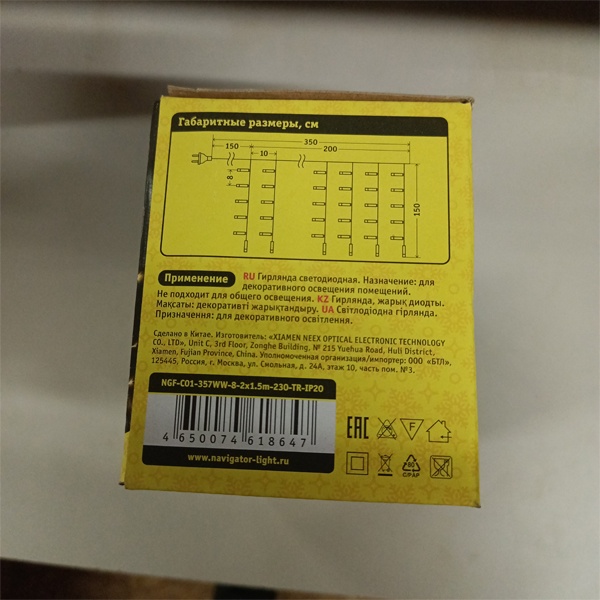 Габаритные размеры, см
350
150
200
10
8
150
Применение
RU Гирлянда светодиодная. Назначение: для
декоративного освещения помещений.
Не подходит для общего освещения. KZ Гирлянда, жарық диодты.
Мақсаты: декоративті жарықтандыру. UA Світлодіодна гірлянда.
Призначення: для декоративного освітлення.
Сделано в Китае. Изготовитель: «XIAMEN NEEX OPTICAL ELECTRONIC TECHNOLOGY
CO., LTD», Unit C, 3rd Floor, Zonghe Building, № 215 Yuehua Road, Huli District,
Xiamen, Fujian Province, China. Уполномоченная организация/импортер: ООО «БТЛ»,
125445, Россия, г. Москва, ул. Смольная, д. 24А, этаж 10, часть пом. №3.
NGF-C01-357WW-8-2x1.5m-230-TR-IP20
4 650074 618647
www.navigator-light.ru
EAC
F
80
C/PAP